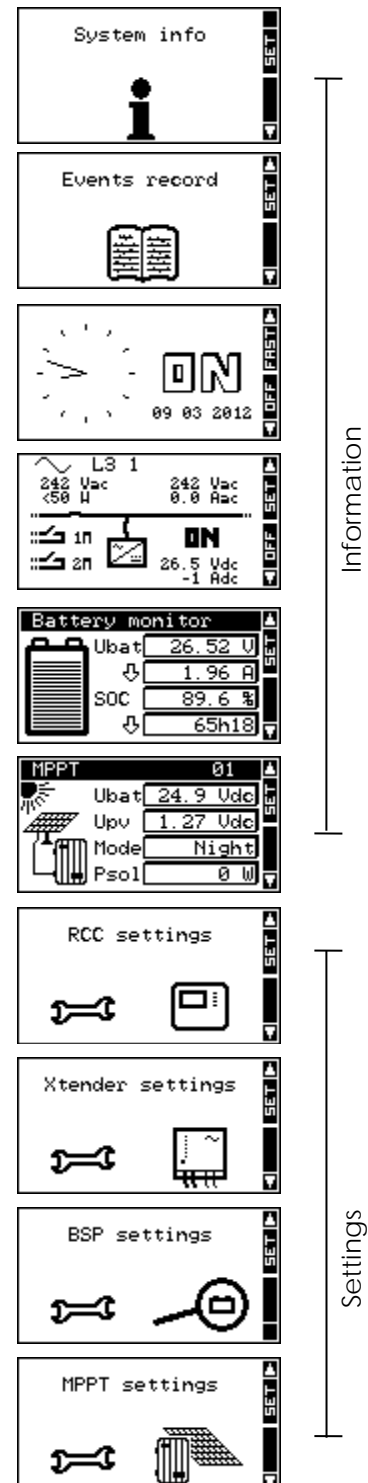 System info
SET
Events record
SET
ON
09 03 2012
FAST
OFF
L3 1
242 Vac 242 Vac
<50 W 0.0 Aac
1П
2П
ON
26.5 Vdc
-1 Adc
SET
OFF
Battery monitor
Ubat 26.52 V
1.96 A
SOC 89.6 %
65h18
SET
MPPT 01
Ubat 24.9 Vdc
Upv 1.27 Vdc
Mode Night
Psol 0 W
SET
Information
RCC settings
SET
Xtender settings
SET
BSP settings
SET
MPPT settings
SET
Settings